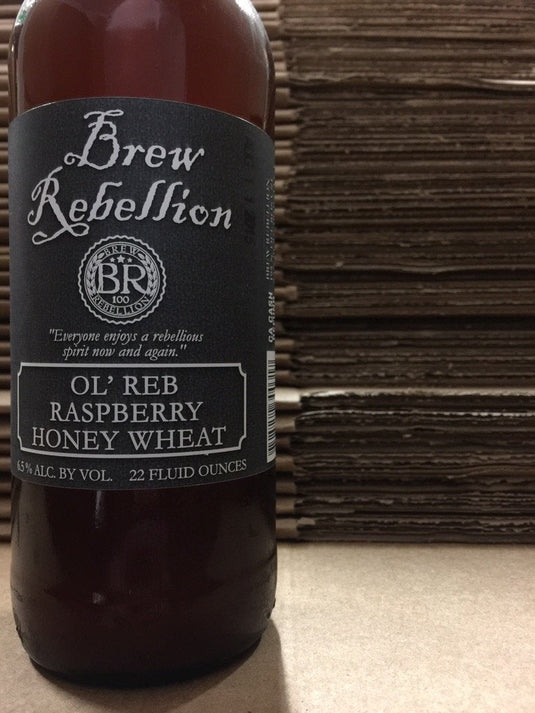 Brew
Rebellion
BREW
BR
100
REBELLION
"Everyone enjoys a rebellious
spirit now and again."
OL' REB
RASPBERRY
HONEY WHEAT
6.5% ALC. BY VOL. 22 FLUID OUNCES